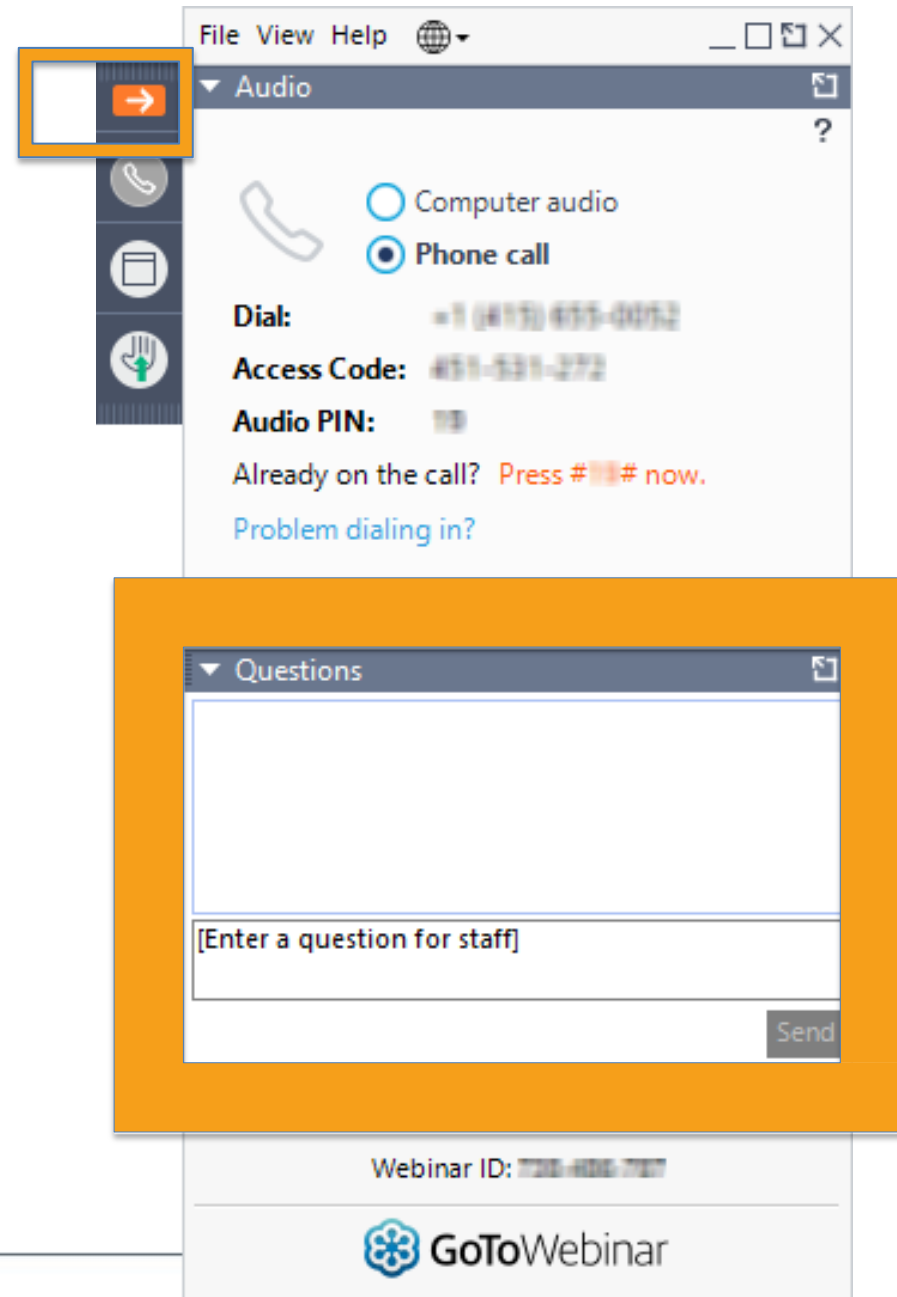 File View Help
Audio
?
Computer audio
Phone call
Dial:
Access Code:
Audio PIN:
Already on the call? Press # # now.
Problem dialing in?
Questions
[Enter a question for staff]
Send
Webinar ID:
GoToWebinar